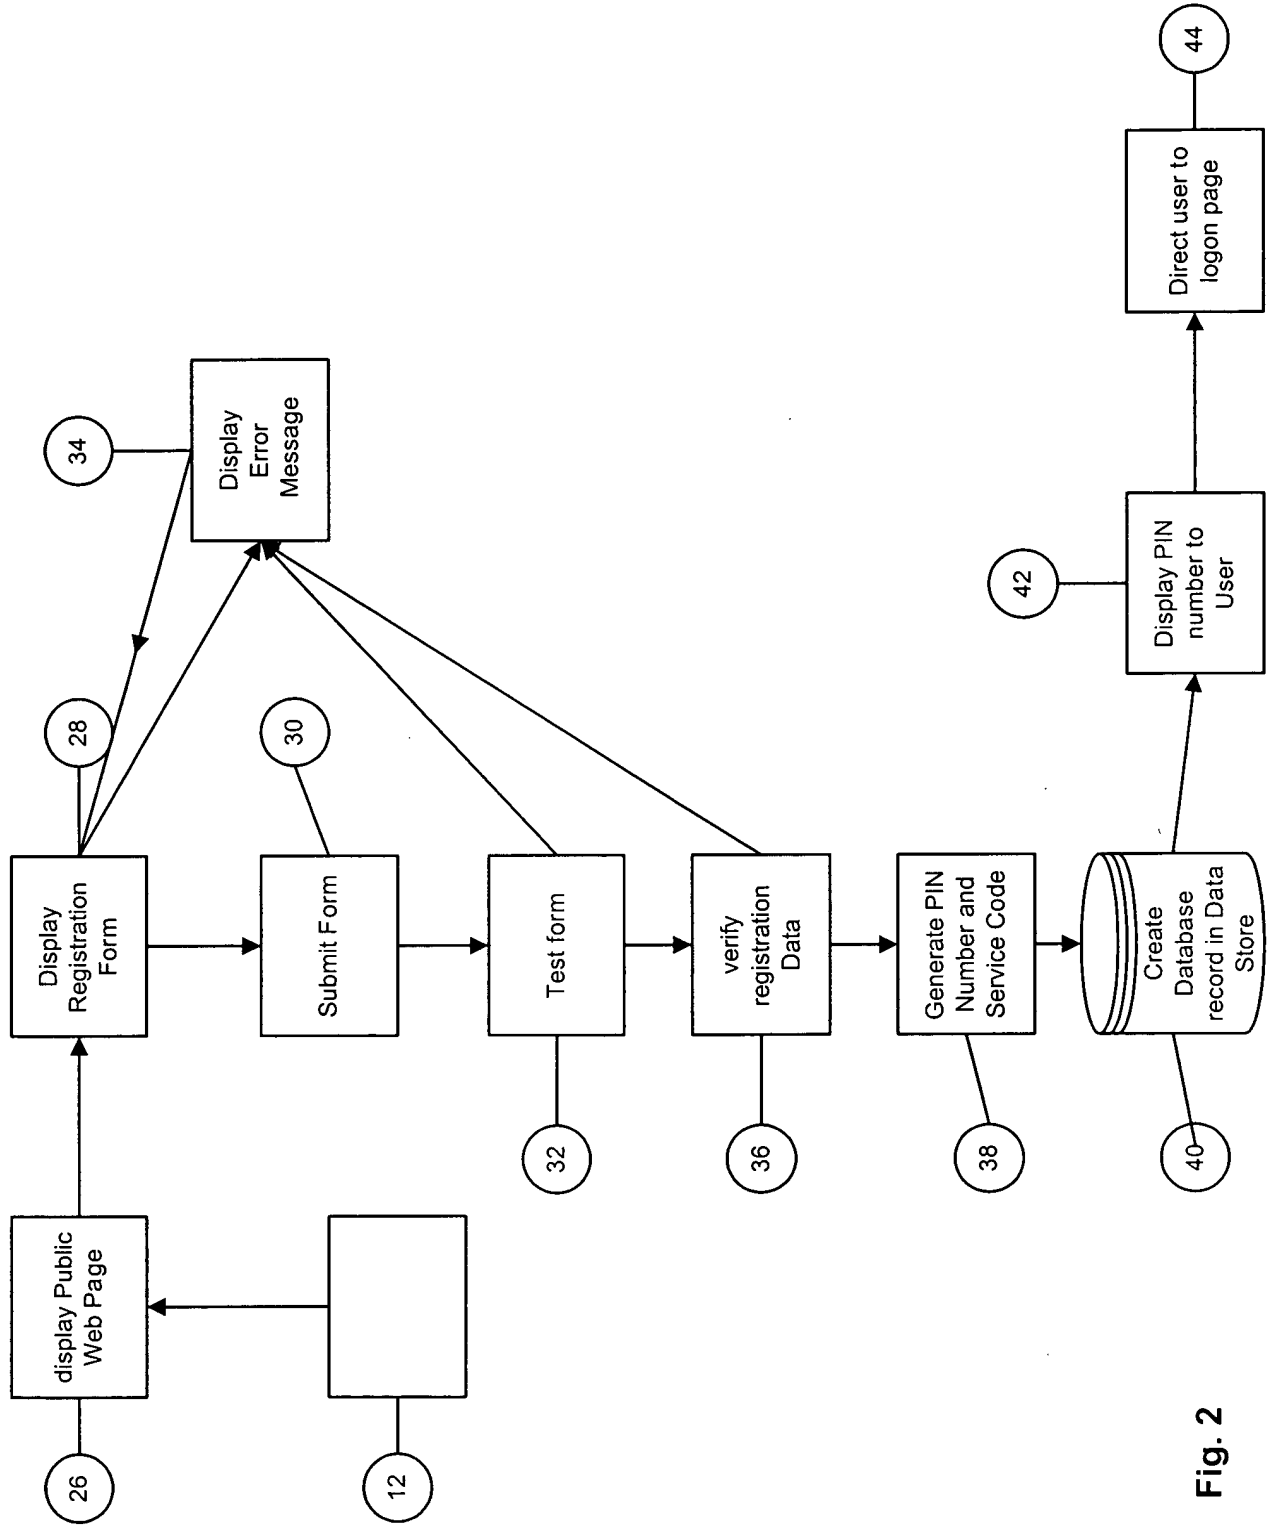 26
display Public
Web Page
12
28
Display
Registration
Form
34
Display
Error
Message
30
Submit Form
32
Test form
36
verify
registration
Data
38
Generate PIN
Number and
Service Code
40
Create
Database
record in Data
Store
42
Display PIN
number to
User
44
Direct user to
logon page
Fig. 2